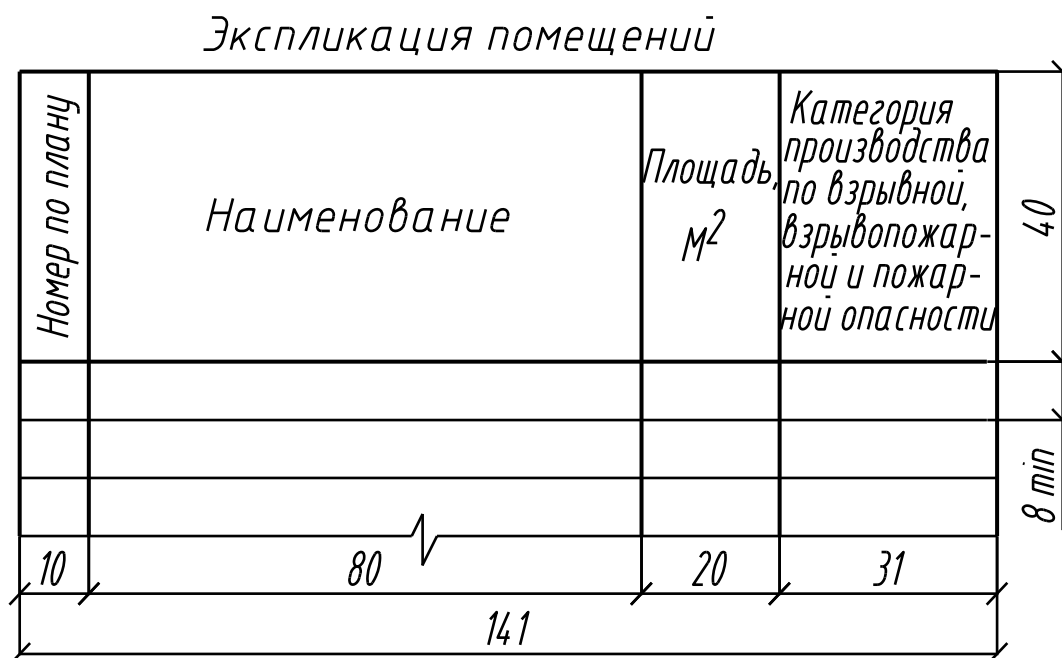 Экспликация помещений
Номер по плану
Наименование
Площадь,
м²
Категория
производства
по взрывной,
взрывопожар-
ной и пожар-
ной опасности
40
8 min
10
80
20
31
141